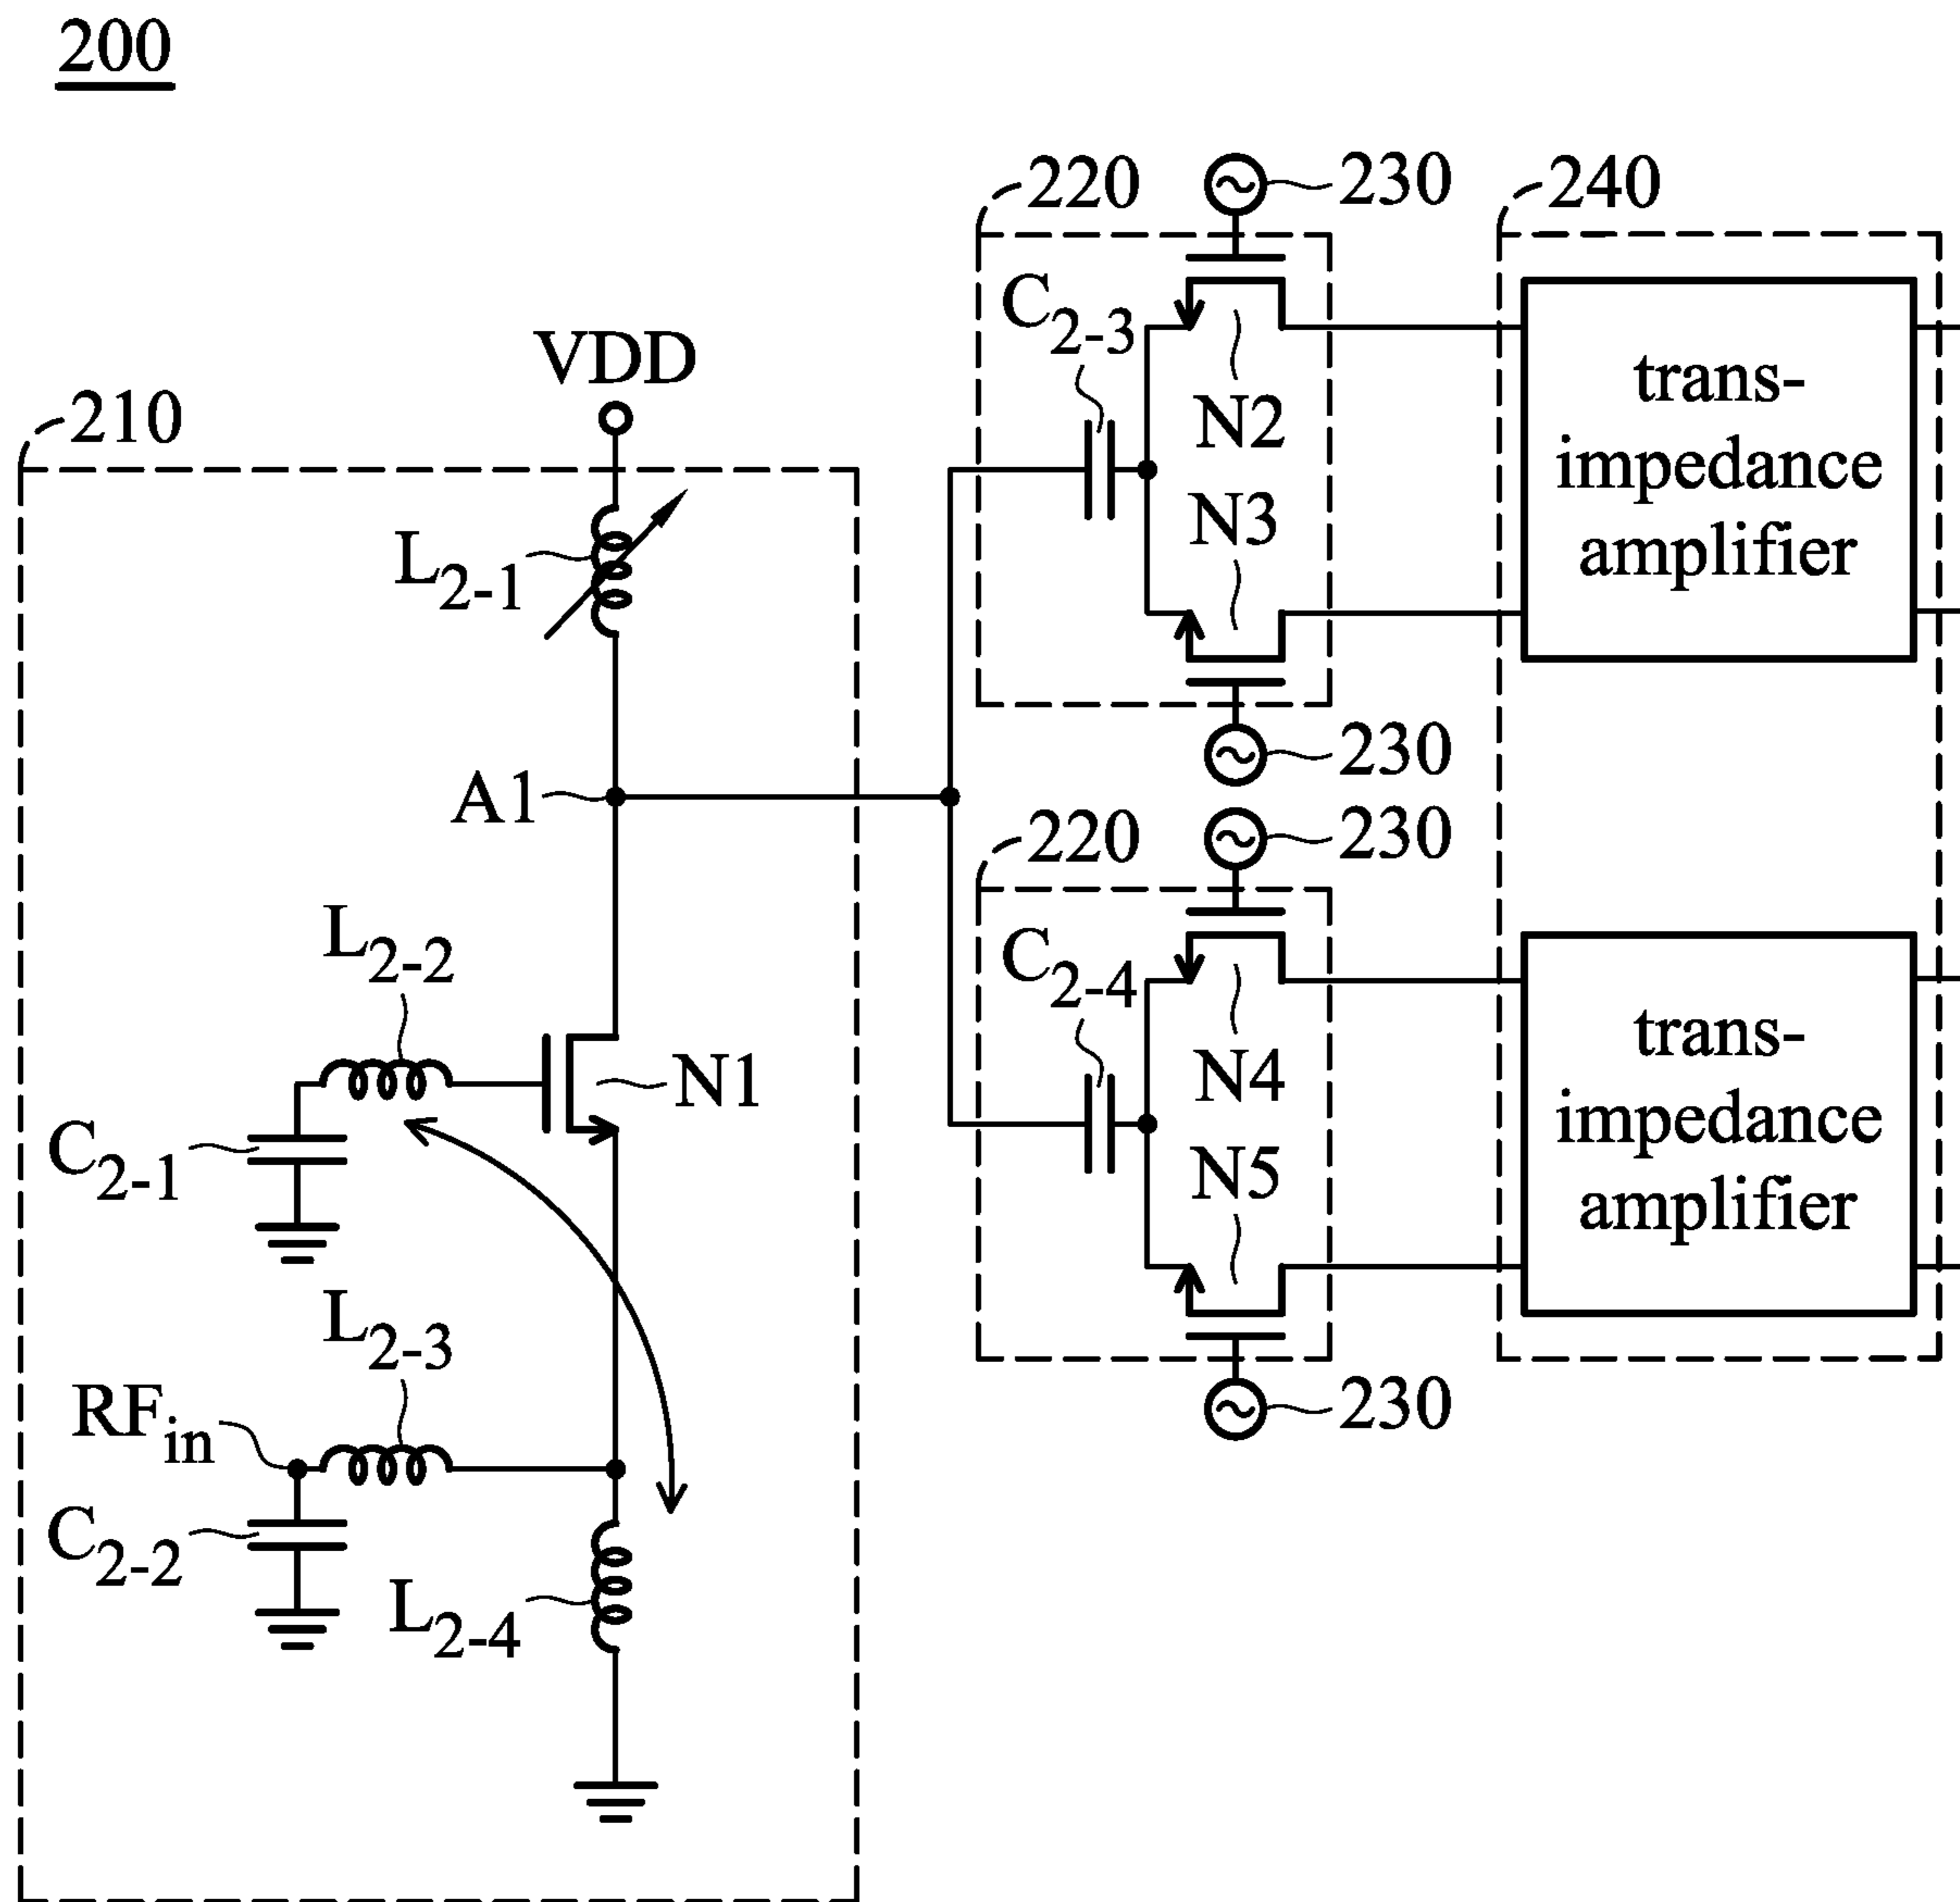 200
220
230
240
C2-3
trans-
impedance
amplifier
N2
N3
VDD
210
L2-1
230
A1
220
230
C2-4
trans-
impedance
amplifier
N4
N5
L2-2
N1
C2-1
L2-3
RFin
230
C2-2
L2-4